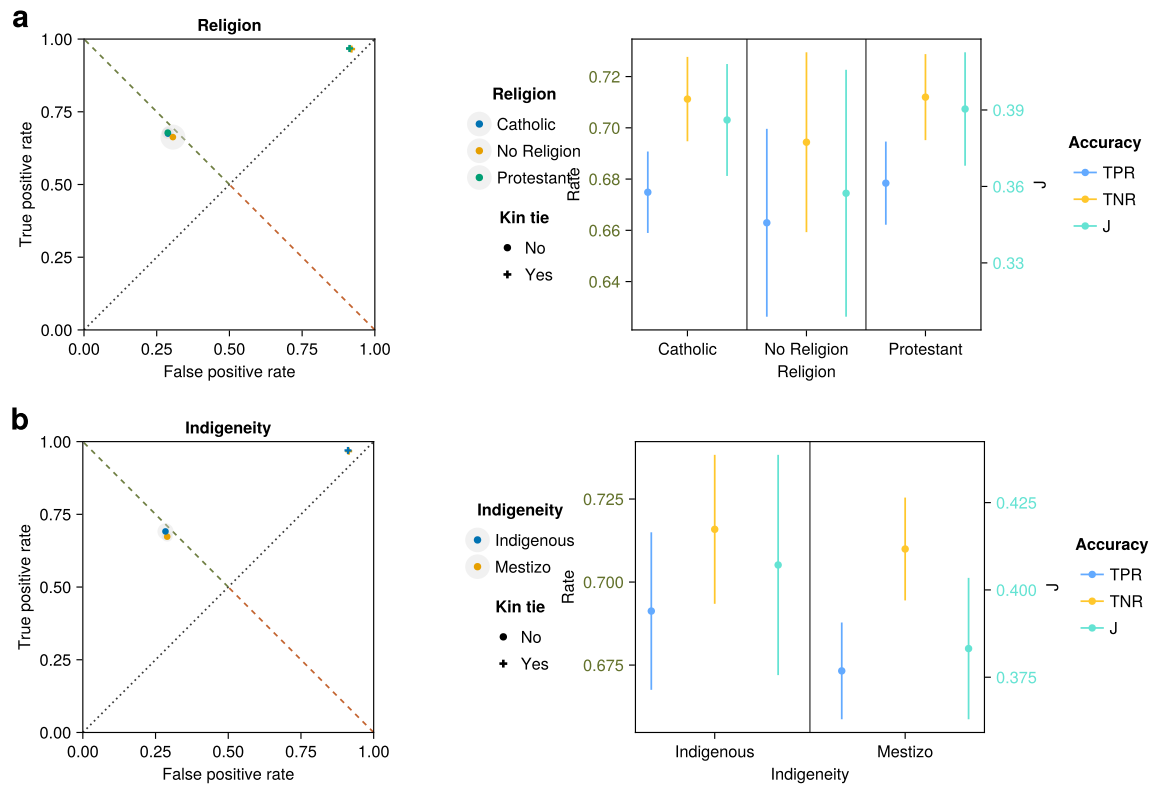 a
Religion
1.00
0.75
0.50
0.25
0.00
True positive rate
0.00 0.25 0.50 0.75 1.00
False positive rate
Religion
Catholic
No Religion
Protestant
Kin tie
No
Yes
Rate
0.72
0.70
0.68
0.66
0.64
0.39
0.36
0.33
J
Catholic No Religion Protestant
Religion
Accuracy
TPR
TNR
J
b
Indigeneity
1.00
0.75
0.50
0.25
0.00
True positive rate
0.00 0.25 0.50 0.75 1.00
False positive rate
Indigeneity
Indigenous
Mestizo
Kin tie
No
Yes
Rate
0.725
0.700
0.675
0.425
0.400
0.375
J
Indigenous Mestizo
Indigeneity
Accuracy
TPR
TNR
J